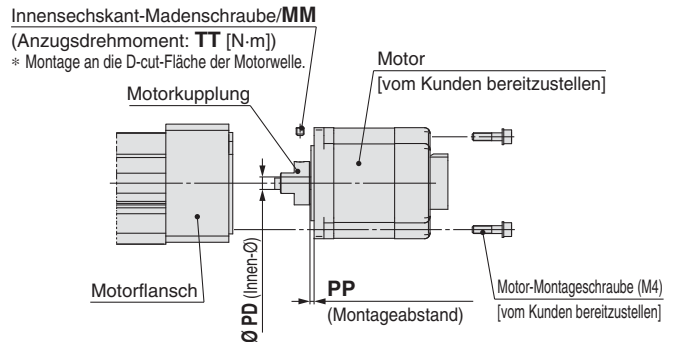 Innensechskant-Madenschraube/MM
(Anzugsdrehmoment: TT [N·m])
* Montage an die D-cut-Fläche der Motorwelle.
Motor
[vom Kunden bereitzustellen]
Motorkupplung
Motorflansch
Ø PD (Innen-Ø)
PP
(Montageabstand)
Motor-Montageschraube (M4)
[vom Kunden bereitzustellen]